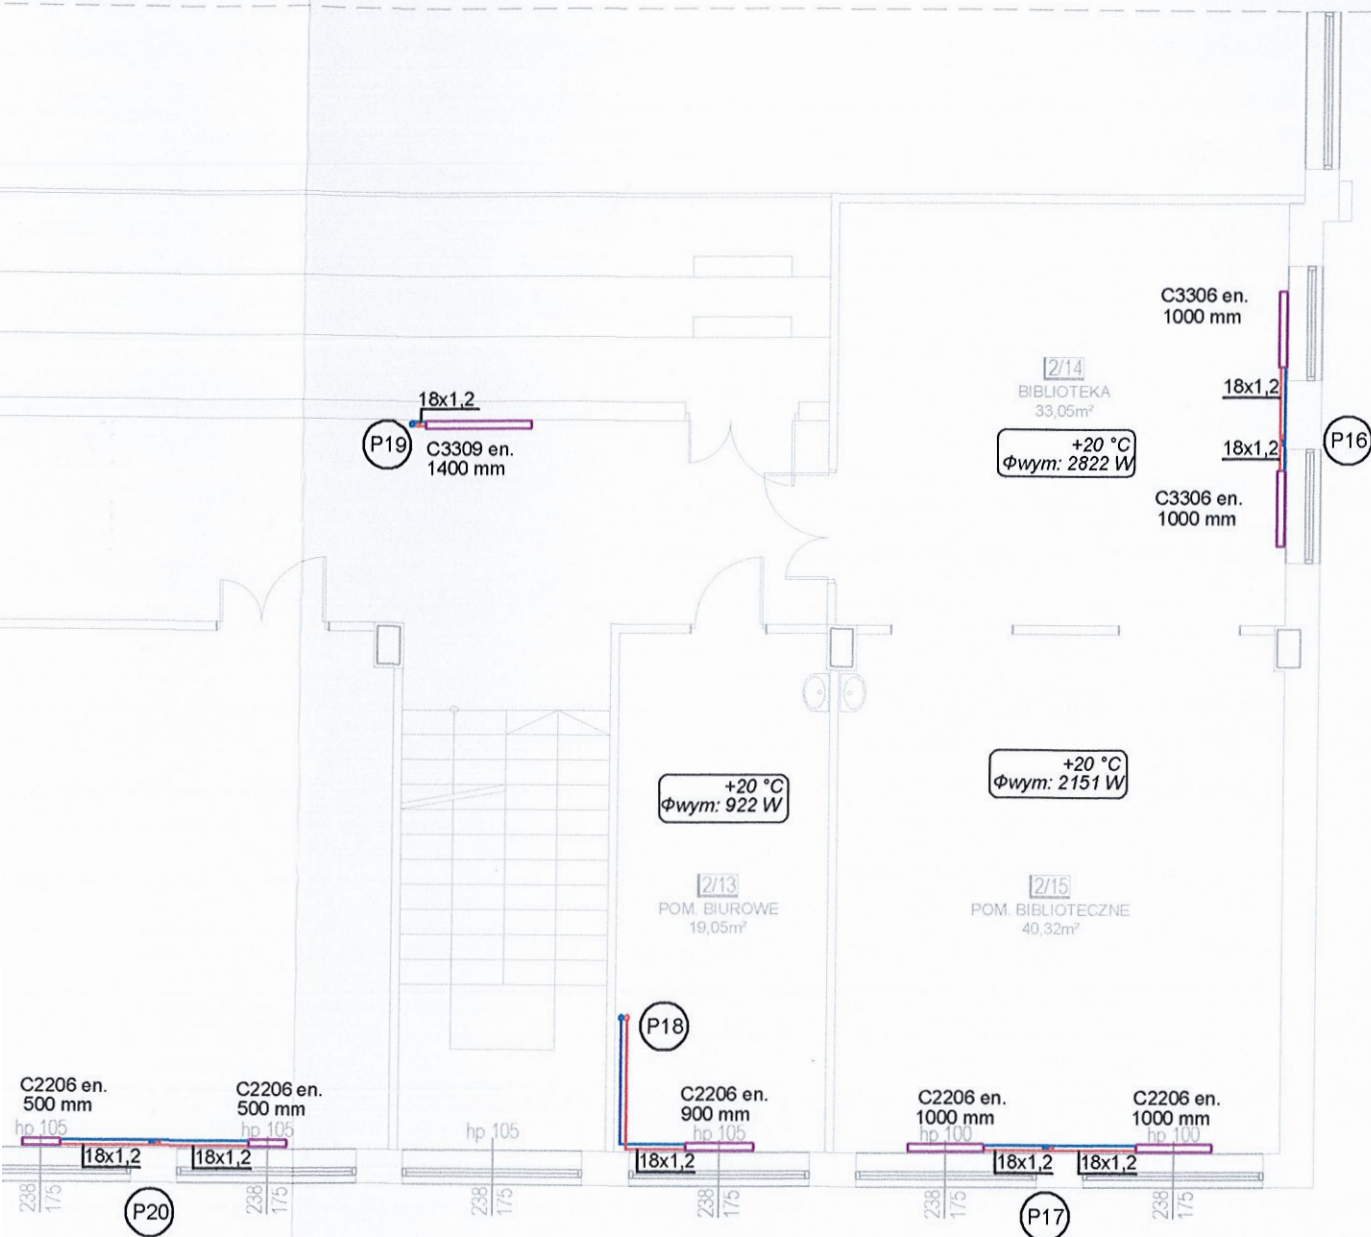 C3306 en.
1000 mm
2/14
BIBLIOTEKA
33,05m²
18x1,2
+20 °C
Φwym: 2822 W
18x1,2
P16
C3306 en.
1000 mm
18x1,2
P19
C3309 en.
1400 mm
+20 °C
Φwym: 922 W
+20 °C
Φwym: 2151 W
2/13
POM. BIUROWE
19,05m²
2/15
POM. BIBLIOTECZNE
40,32m²
P18
C2206 en.
500 mm
hp 105
C2206 en.
500 mm
hp 105
hp 105
C2206 en.
900 mm
hp 105
C2206 en.
1000 mm
hp 100
C2206 en.
1000 mm
hp 100
18x1,2
18x1,2
18x1,2
18x1,2
18x1,2
238
175
P20
238
175
238
175
238
175
238
175
P17
238
175